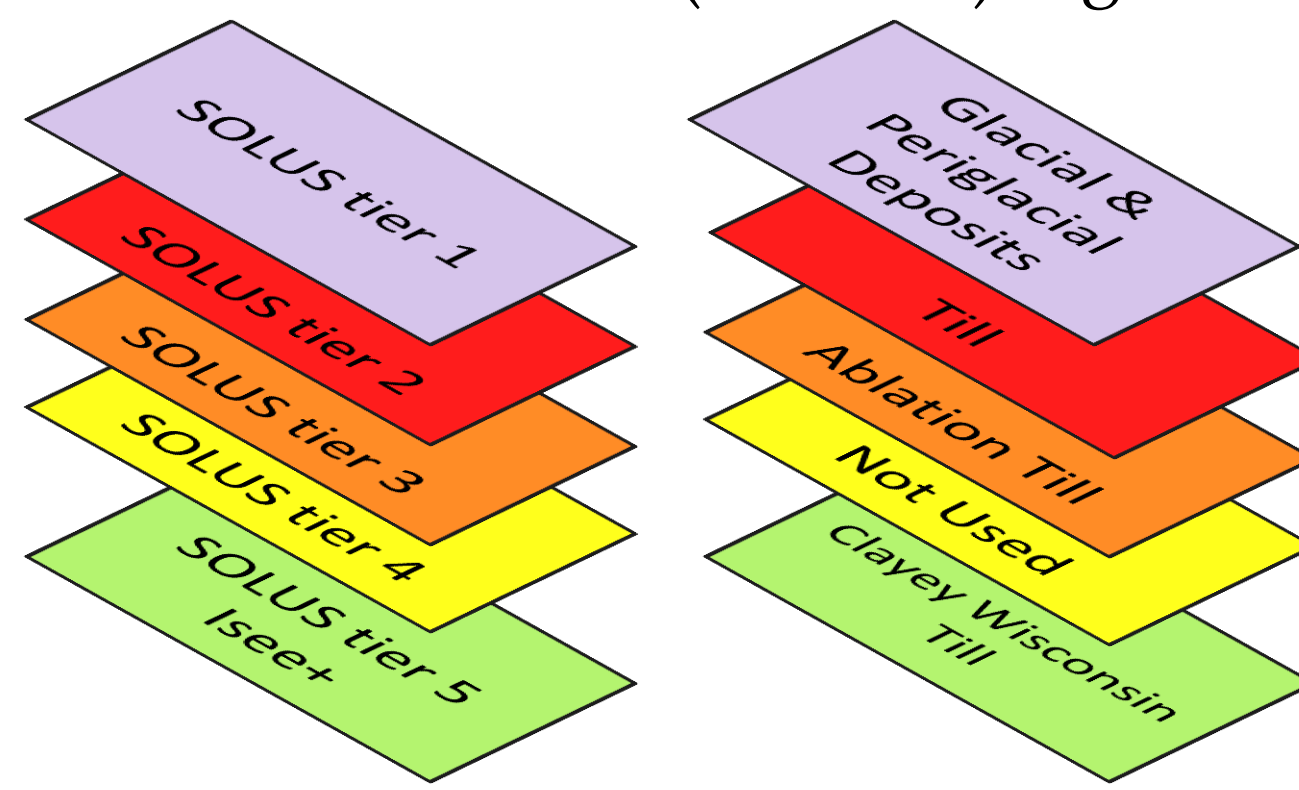 SOLUS tier 1
SOLUS tier 2
SOLUS tier 3
SOLUS tier 4
SOLUS tier 5
Isee+
Glacial &
Periglacial
Deposits
Till
Ablation Till
Not Used
Clayey Wisconsin
Till